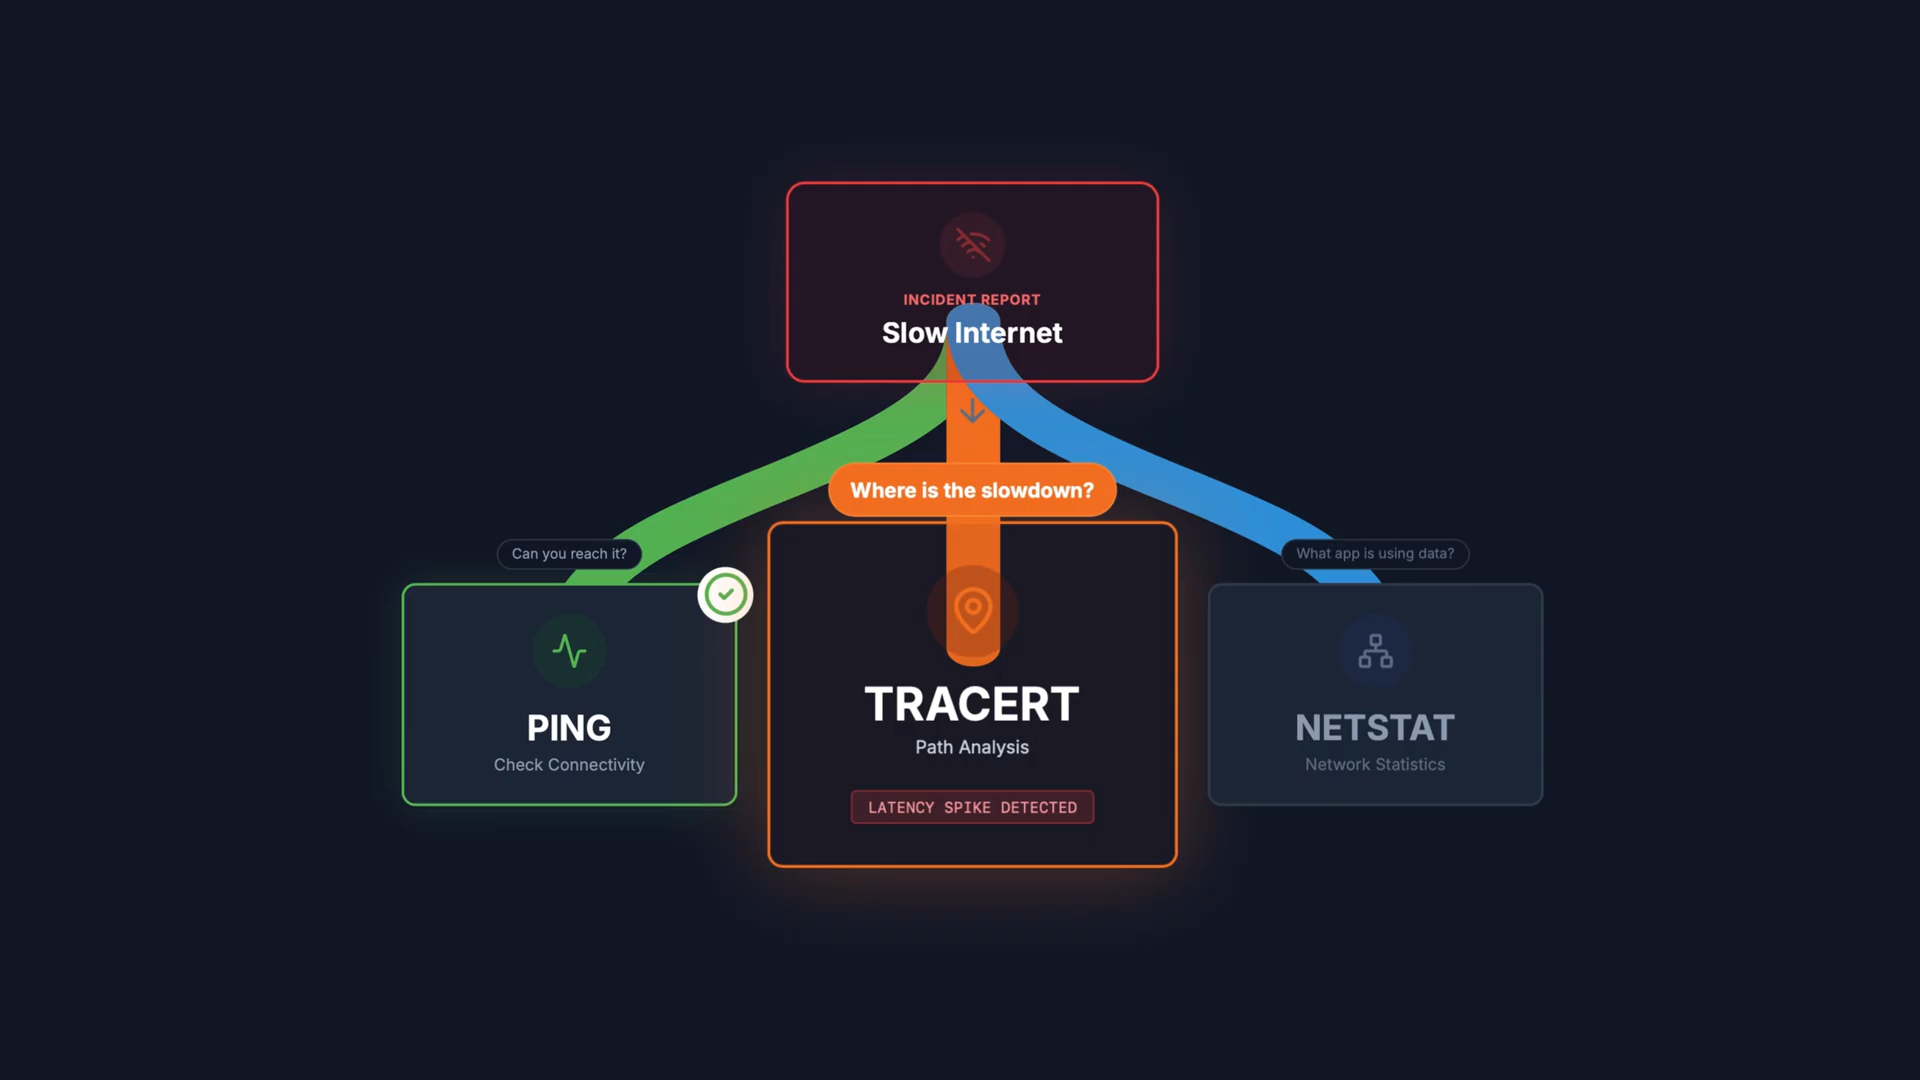 INCIDENT REPORT
Slow Internet
Where is the slowdown?
Can you reach it?
What app is using data?
PING
Check Connectivity
TRACERT
Path Analysis
LATENCY SPIKE DETECTED
NETSTAT
Network Statistics